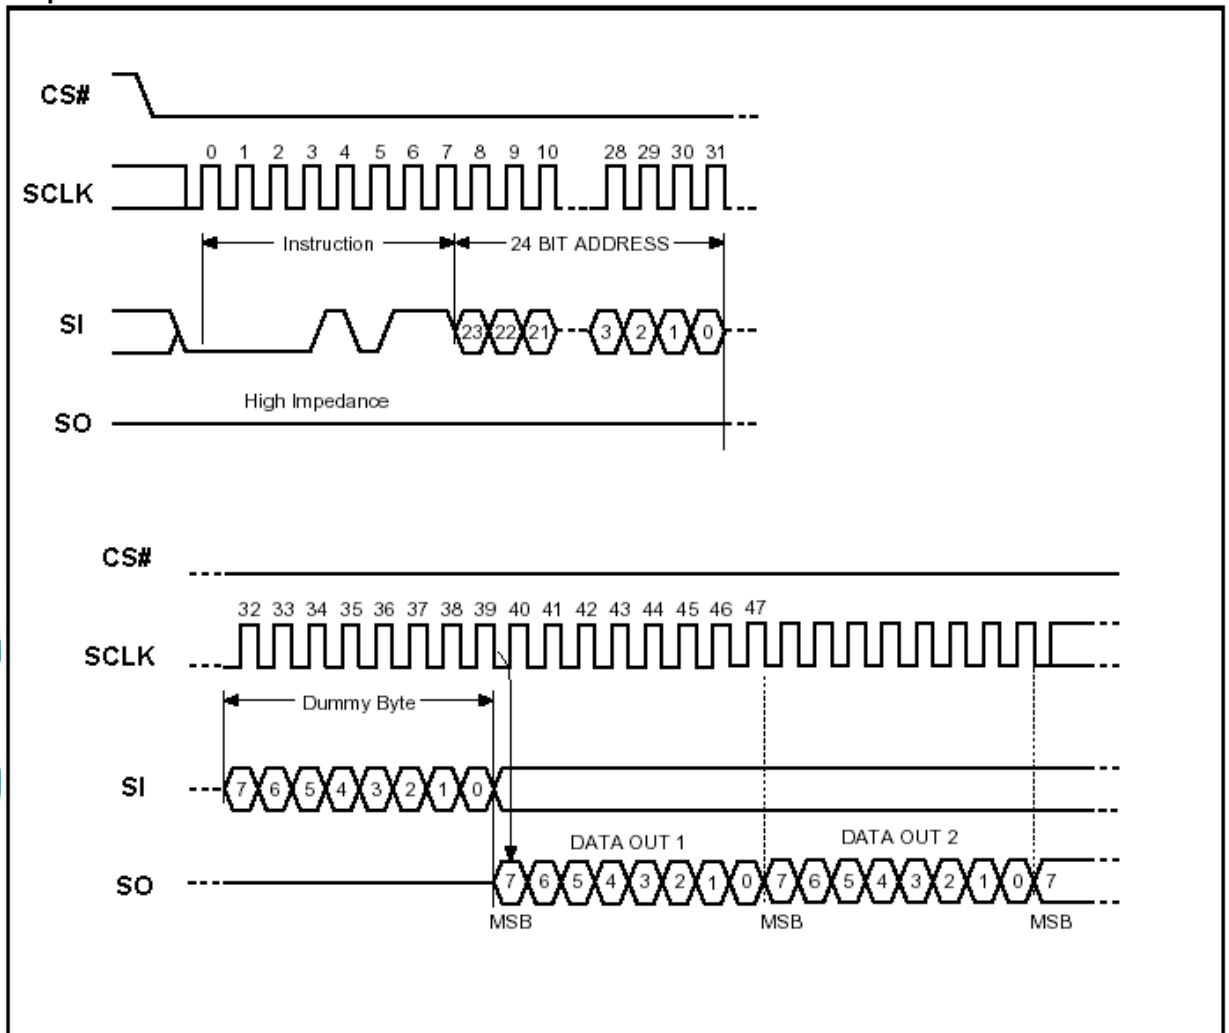 CS#
0 1 2 3 4 5 6 7 8 9 10 28 29 30 31
SCLK
Instruction 24 BIT ADDRESS
SI 23 22 21 3 2 1 0
High Impedance
SO
CS#
32 33 34 35 36 37 38 39 40 41 42 43 44 45 46 47
SCLK
Dummy Byte
SI 7 6 5 4 3 2 1 0
DATA OUT 1 DATA OUT 2
SO 7 6 5 4 3 2 1 0 7 6 5 4 3 2 1 0 7
MSB MSB MSB